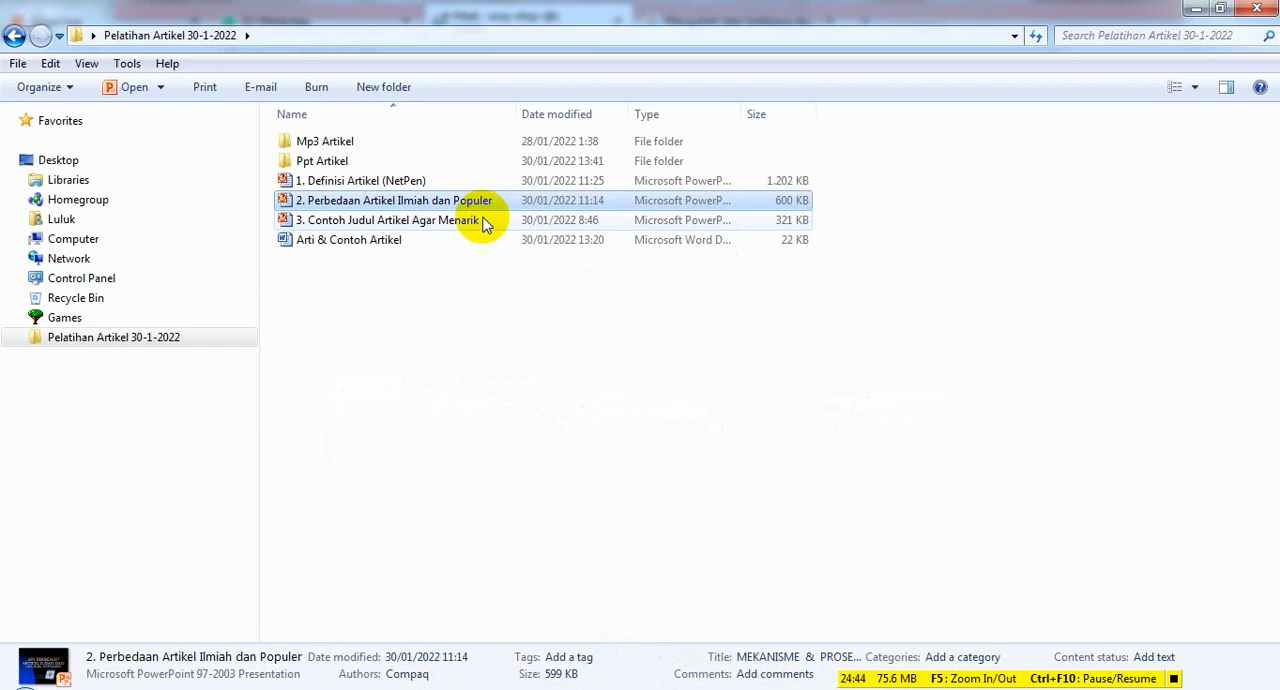 Pelatihan Artikel 30-1-2022
Search Pelatihan Artikel 30-1-2022
File Edit View Tools Help
Organize Open Print E-mail Burn New folder
Name Date modified Type Size
Favorites
Desktop
Libraries
Homegroup
Luluk
Computer
Network
Control Panel
Recycle Bin
Games
Pelatihan Artikel 30-1-2022
Mp3 Artikel 28/01/2022 1:38 File folder
Ppt Artikel 30/01/2022 13:41 File folder
1. Definisi Artikel (NetPen) 30/01/2022 11:25 Microsoft PowerP... 1.202 KB
2. Perbedaan Artikel Ilmiah dan Populer 30/01/2022 11:14 Microsoft PowerP... 600 KB
3. Contoh Judul Artikel Agar Menarik 30/01/2022 8:46 Microsoft PowerP... 321 KB
Arti & Contoh Artikel 30/01/2022 13:20 Microsoft Word D... 22 KB
2. Perbedaan Artikel Ilmiah dan Populer Date modified: 30/01/2022 11:14 Tags: Add a tag Title: MEKANISME & PROSE... Categories: Add a category Content status: Add text
Microsoft PowerPoint 97-2003 Presentation Authors: Compaq Size: 599 KB Comments: Add comments
24:44 75.6 MB F5: Zoom In/Out Ctrl+F10: Pause/Resume